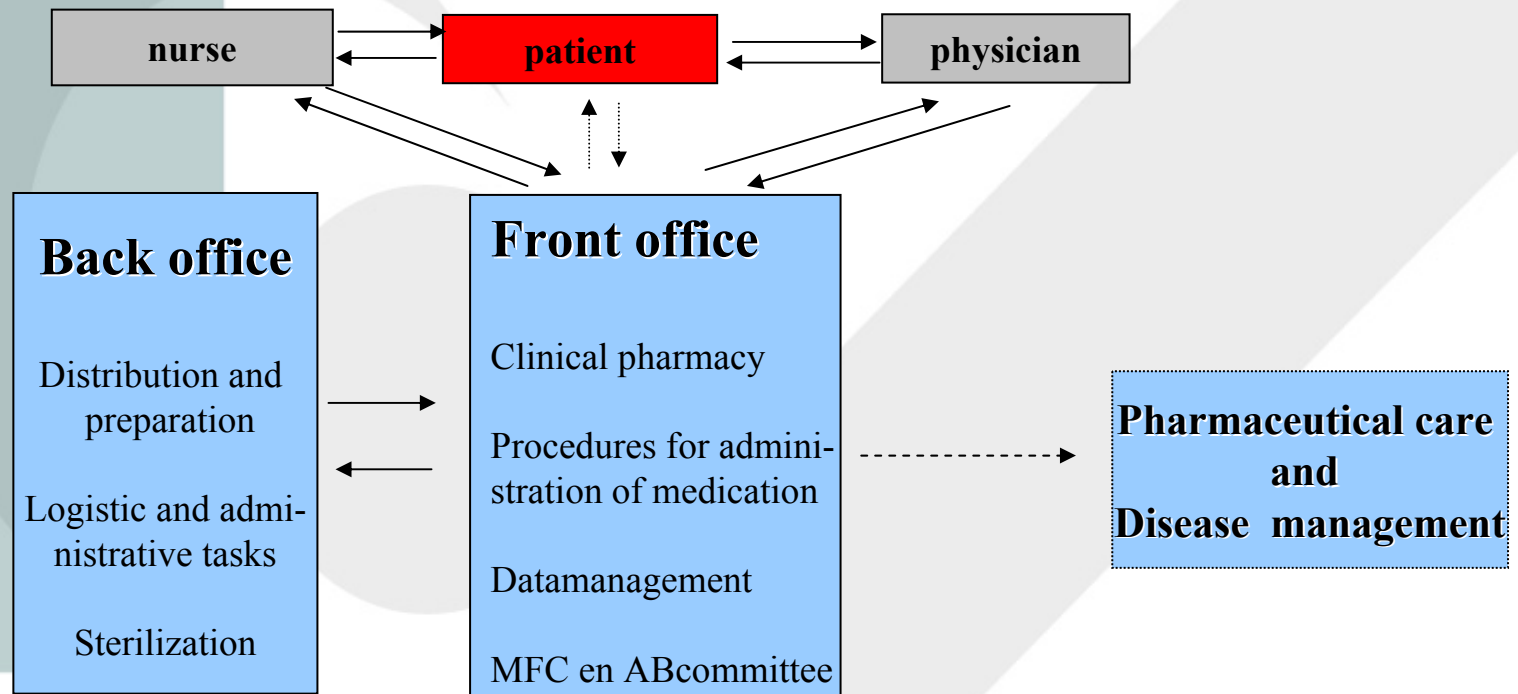 nurse
patient
physician
Back office
Distribution and
preparation
Logistic and admi-
nistrative tasks
Sterilization
Front office
Clinical pharmacy
Procedures for admini-
stration of medication
Datamanagement
MFC en ABcommittee
Pharmaceutical care
and
Disease management